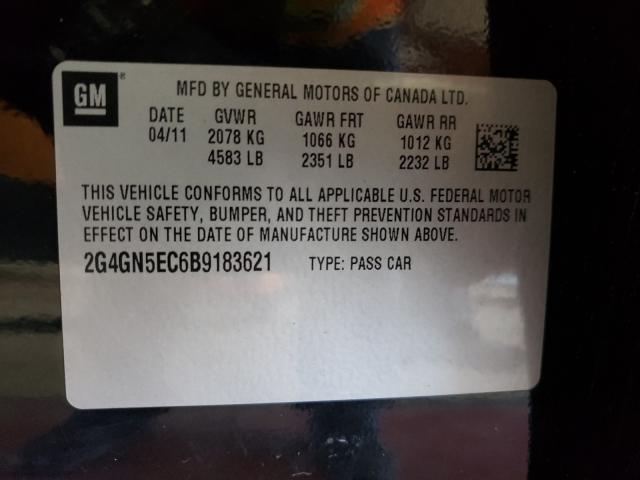 GM
®
MFD BY GENERAL MOTORS OF CANADA LTD.
DATE GVWR GAWR FRT GAWR RR
04/11 2078 KG 1066 KG 1012 KG
4583 LB 2351 LB 2232 LB
THIS VEHICLE CONFORMS TO ALL APPLICABLE U.S. FEDERAL MOTOR
VEHICLE SAFETY, BUMPER, AND THEFT PREVENTION STANDARDS IN
EFFECT ON THE DATE OF MANUFACTURE SHOWN ABOVE.
2G4GN5EC6B9183621 TYPE: PASS CAR